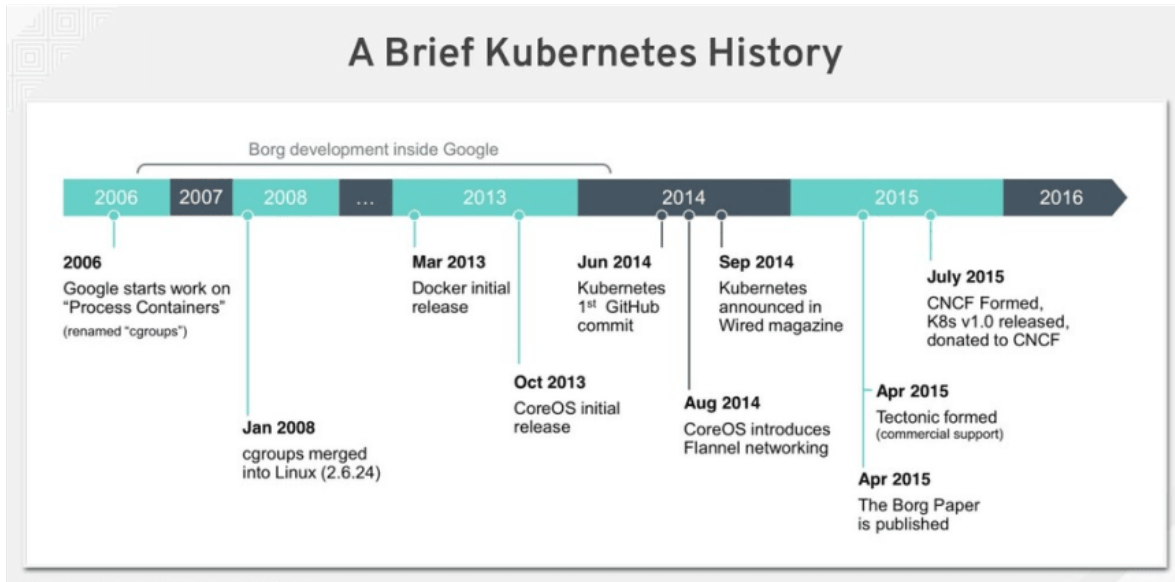 A Brief Kubernetes History
Borg development inside Google
2006 2007 2008 ... 2013 2014 2015 2016
2006
Google starts work on
“Process Containers”
(renamed “cgroups”)
Jan 2008
cgroups merged
into Linux (2.6.24)
Mar 2013
Docker initial
release
Oct 2013
CoreOS initial
release
Jun 2014
Kubernetes
1st GitHub
commit
Aug 2014
CoreOS introduces
Flannel networking
Sep 2014
Kubernetes
announced in
Wired magazine
Apr 2015
Tectonic formed
(commercial support)
Apr 2015
The Borg Paper
is published
July 2015
CNCF Formed,
K8s v1.0 released,
donated to CNCF